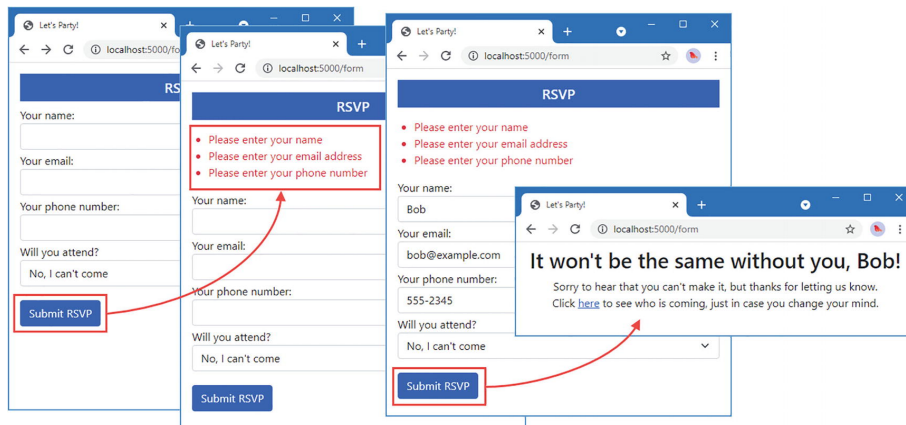 Let's Party!
localhost:5000/fo
RS
Your name:
Your email:
Your phone number:
Will you attend?
No, I can't come
Submit RSVP
Let's Party!
localhost:5000/form
RSVP
Please enter your name
Please enter your email address
Please enter your phone number
Your name:
Your email:
Your phone number:
Will you attend?
No, I can't come
Submit RSVP
Let's Party!
localhost:5000/form
RSVP
Please enter your name
Please enter your email address
Please enter your phone number
Your name:
Bob
Your email:
bob@example.com
Your phone number:
555-2345
Will you attend?
No, I can't come
Submit RSVP
Let's Party!
localhost:5000/form
It won't be the same without you, Bob!
Sorry to hear that you can't make it, but thanks for letting us know.
Click here to see who is coming, just in case you change your mind.